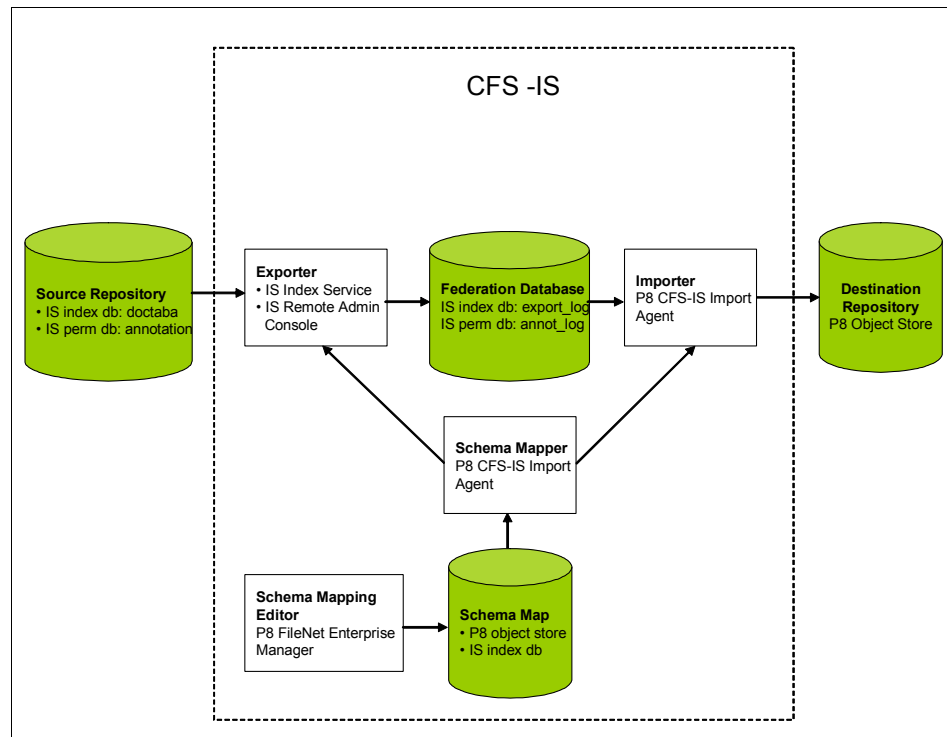 CFS -IS
Source Repository
• IS index db: doctaba
• IS perm db: annotation
Exporter
• IS Index Service
• IS Remote Admin
Console
Federation Database
IS index db: export_log
IS perm db: annot_log
Importer
P8 CFS-IS Import
Agent
Destination
Repository
P8 Object Store
Schema Mapper
P8 CFS-IS Import
Agent
Schema Mapping
Editor
P8 FileNet Enterprise
Manager
Schema Map
• P8 object store
• IS index db